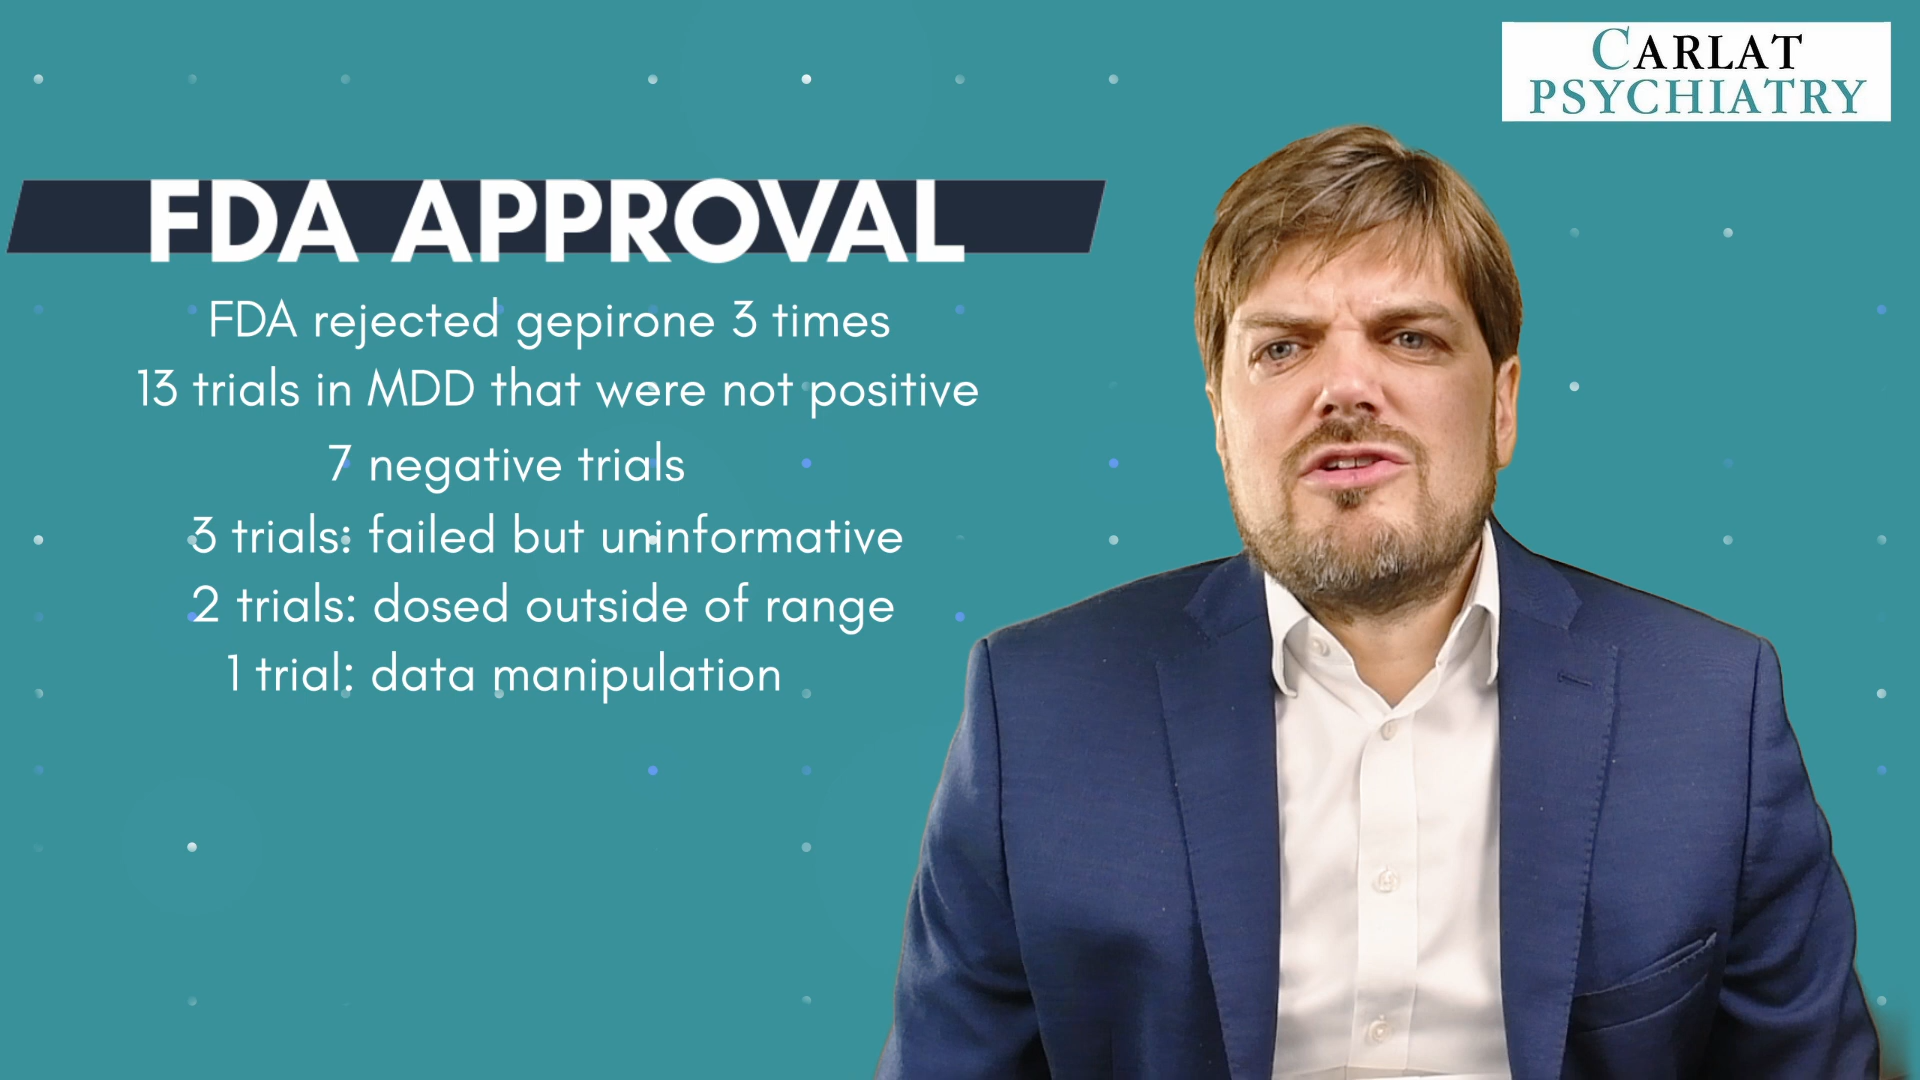 CARLAT
PSYCHIATRY
FDA APPROVAL
FDA rejected gepirone 3 times
13 trials in MDD that were not positive
7 negative trials
3 trials: failed but uninformative
2 trials: dosed outside of range
1 trial: data manipulation